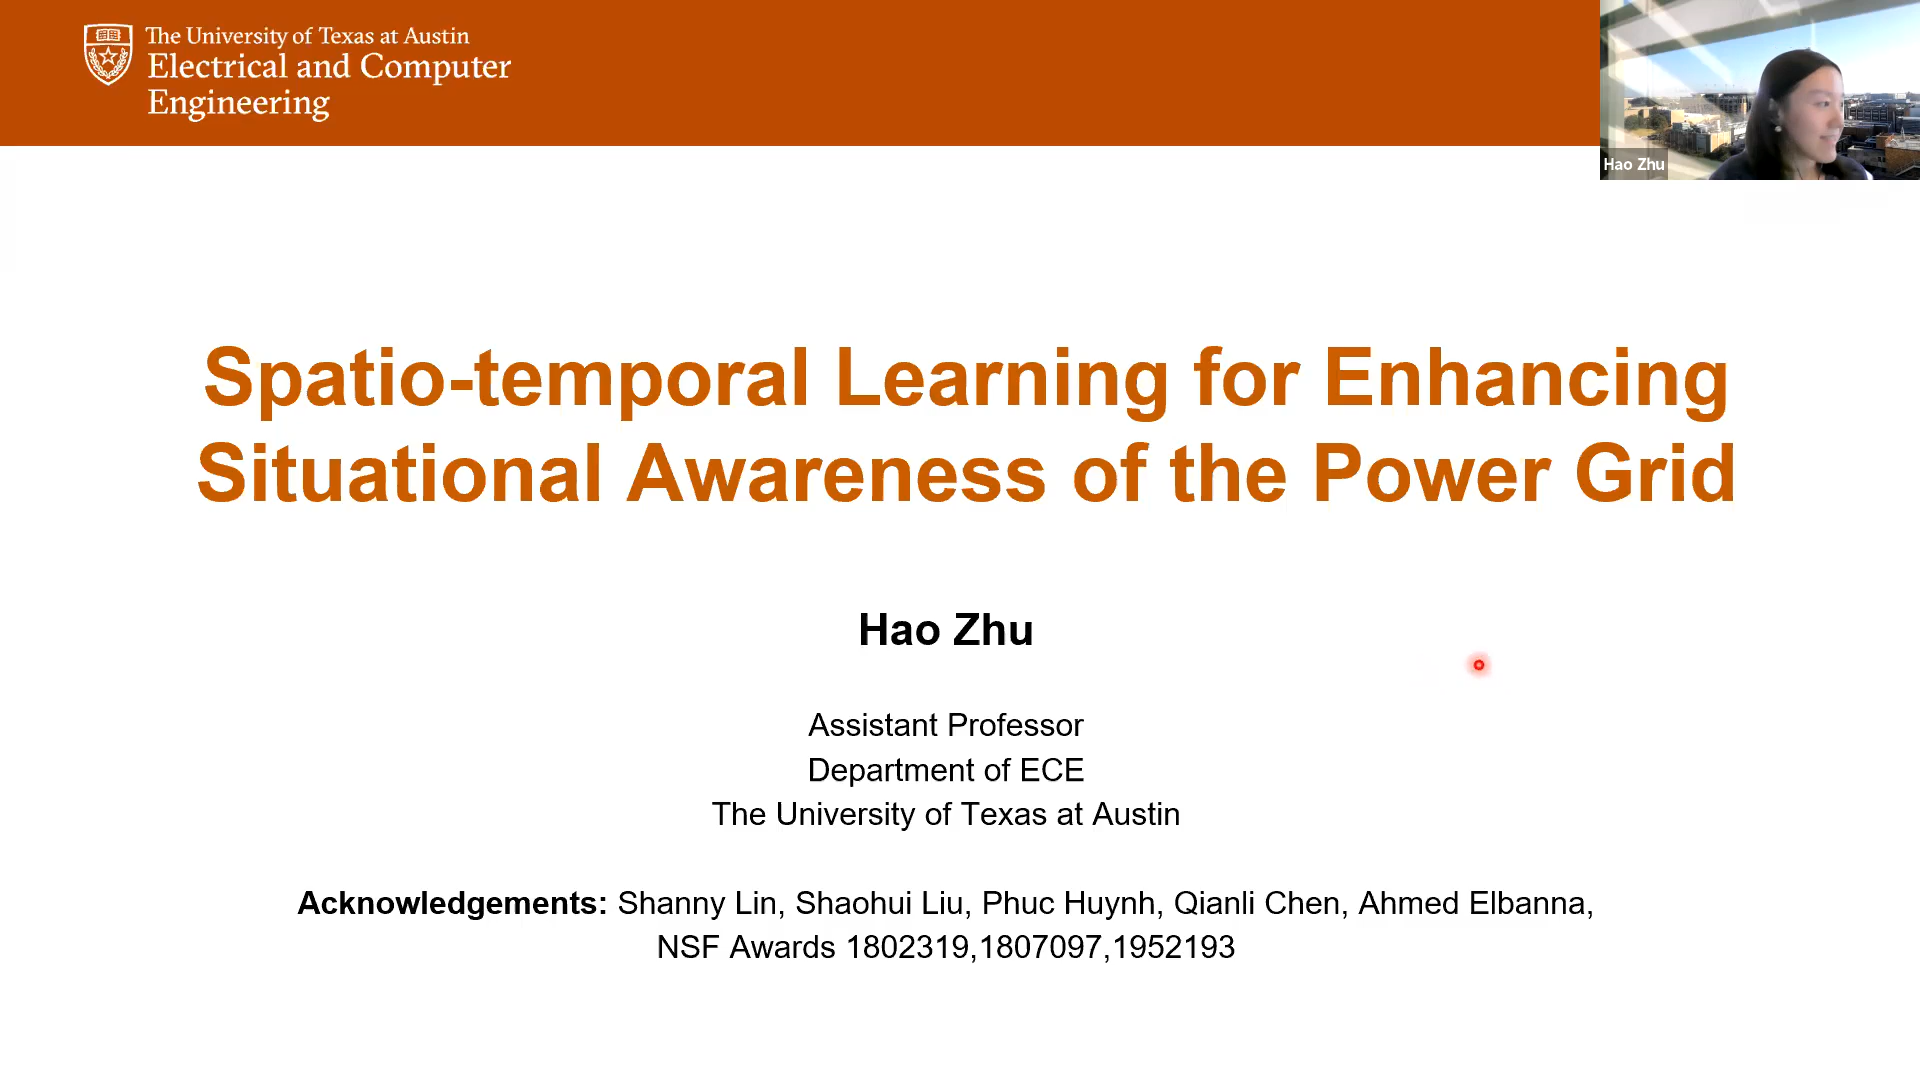 The University of Texas at Austin
Electrical and Computer
Engineering
Hao Zhu
Spatio-temporal Learning for Enhancing
Situational Awareness of the Power Grid
Hao Zhu
Assistant Professor
Department of ECE
The University of Texas at Austin
Acknowledgements: Shanny Lin, Shaohui Liu, Phuc Huynh, Qianli Chen, Ahmed Elbanna,
NSF Awards 1802319,1807097,1952193